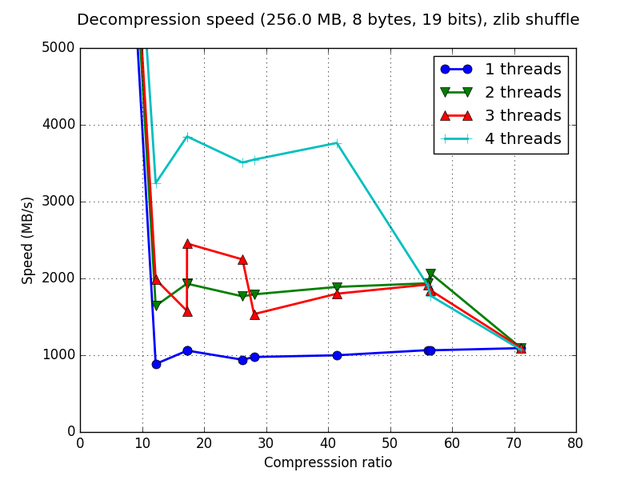 Decompression speed (256.0 MB, 8 bytes, 19 bits), zlib shuffle
5000
4000
3000
2000
1000
0
Speed (MB/s)
1 threads
2 threads
3 threads
4 threads
0 10 20 30 40 50 60 70 80
Compresssion ratio